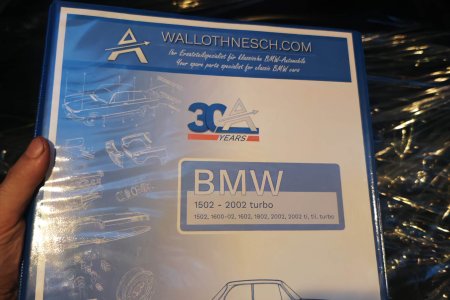 WALLOTHNESCH.COM
Ihr Ersatzteilspezialist für klassische BMW-Automobile
Your spare parts specialist for classic BMW cars
30
YEARS
BMW
1502 - 2002 turbo
1502, 1600-02, 1602, 1802, 2002, 2002 ti, tii, turbo